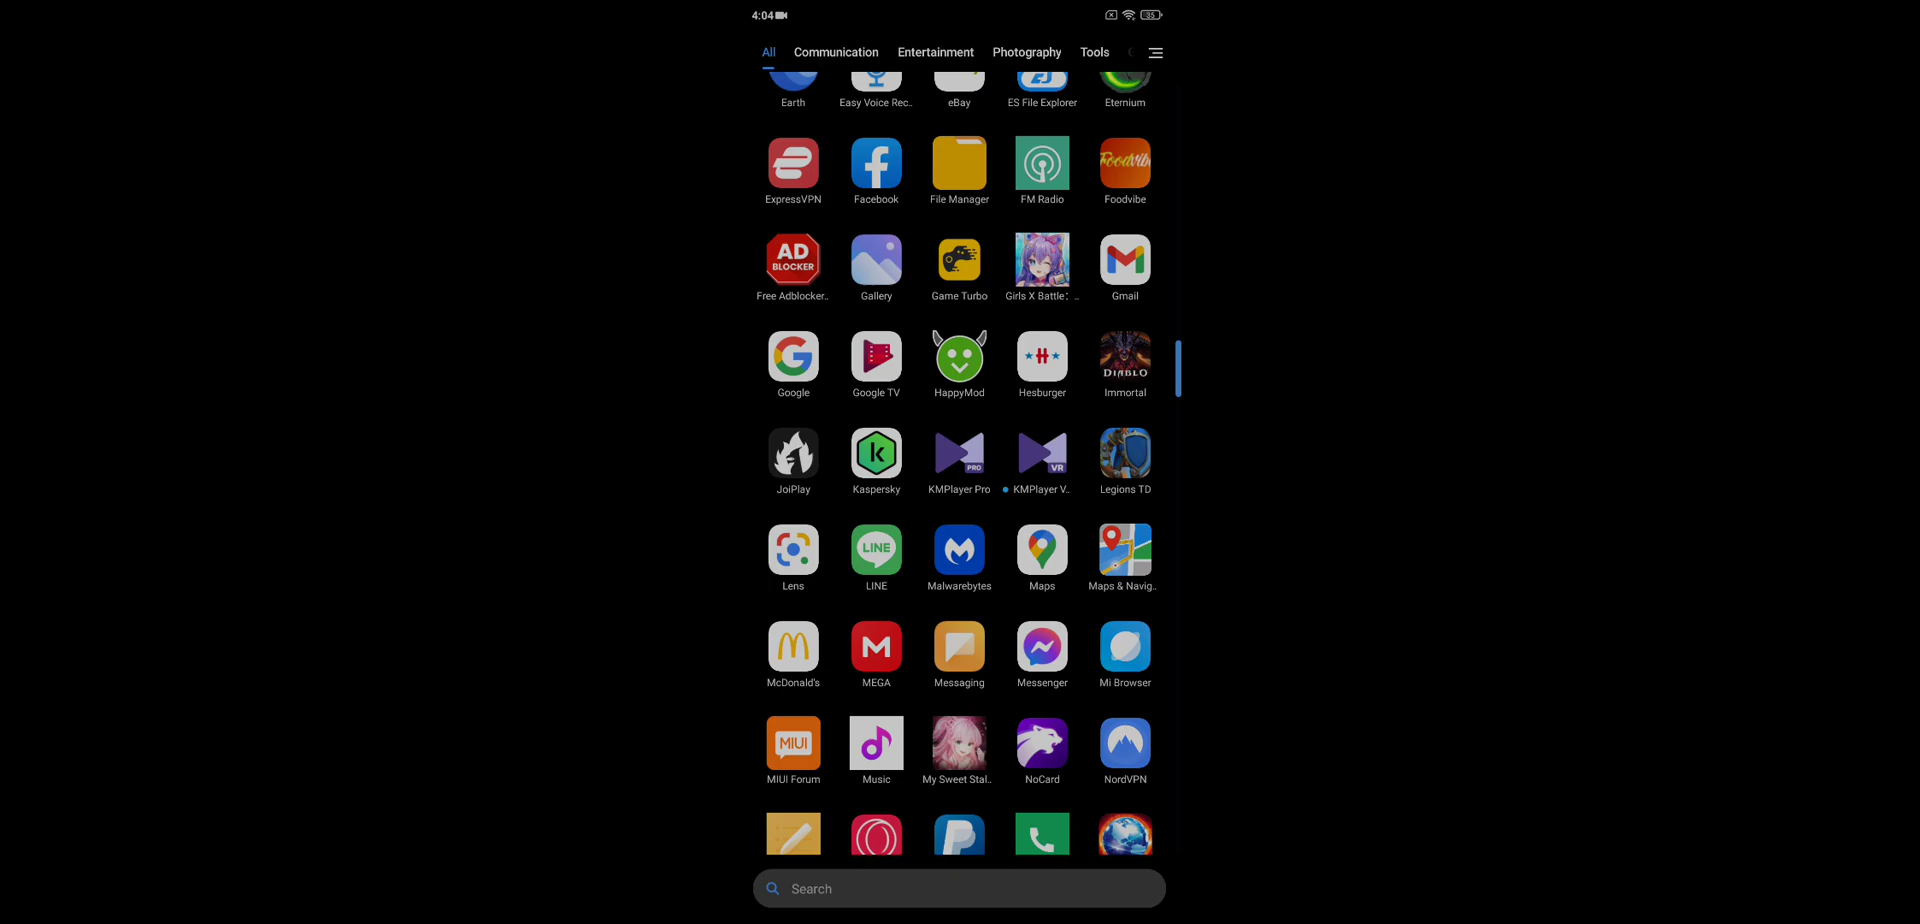 4:04 35
All Communication Entertainment Photography Tools
Earth Easy Voice Rec.. eBay ES File Explorer Eternium
Foodvibe
ExpressVPN Facebook File Manager FM Radio Foodvibe
AD
BLOCKER
Free Adblocker.. Gallery Game Turbo Girls X Battle: .. Gmail
H
DIABLO
Google Google TV HappyMod Hesburger Immortal
k PRO VR
JoiPlay Kaspersky KMPlayer Pro KMPlayer V.. Legions TD
LINE
Lens LINE Malwarebytes Maps Maps & Navig..
M
McDonald's MEGA Messaging Messenger Mi Browser
MIUI
MIUI Forum Music My Sweet Stal.. NoCard NordVPN
Search